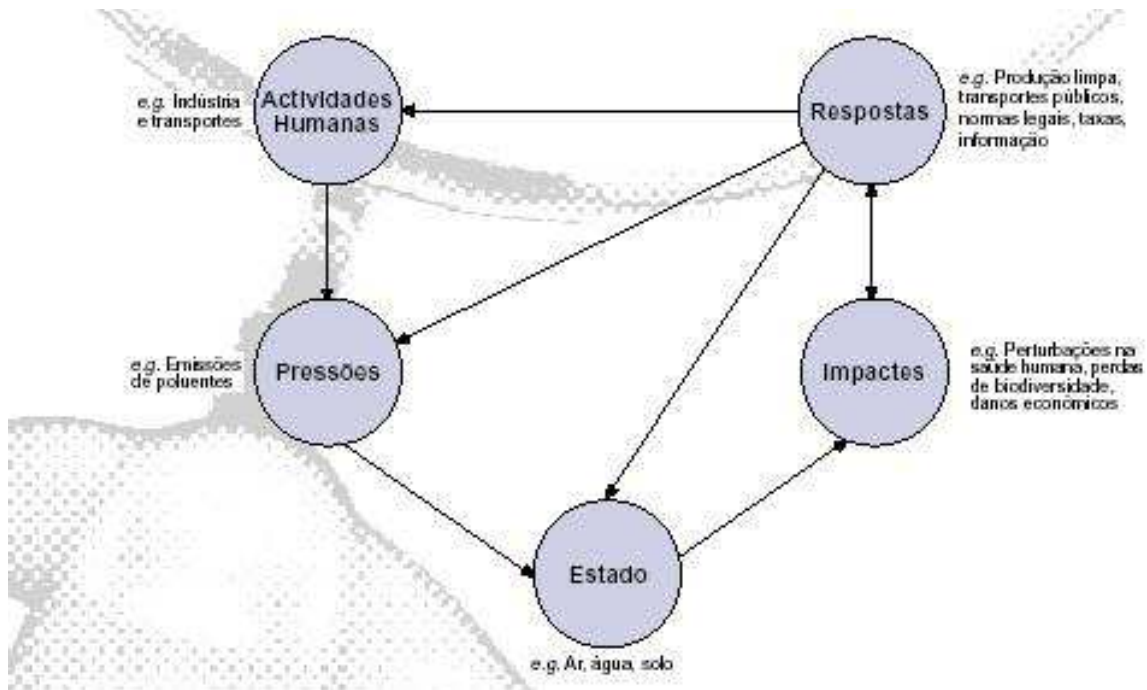 e.g. Indústria
e transportes
Actividades
Humanas
Respostas
e.g. Produção limpa,
transportes públicos,
normas legais, taxas,
informação
e.g. Emissões
de poluentes
Pressões
Impactes
e.g. Perturbações na
saúde humana, perdas
de biodiversidade,
danos económicos
Estado
e.g. Ar, água, solo